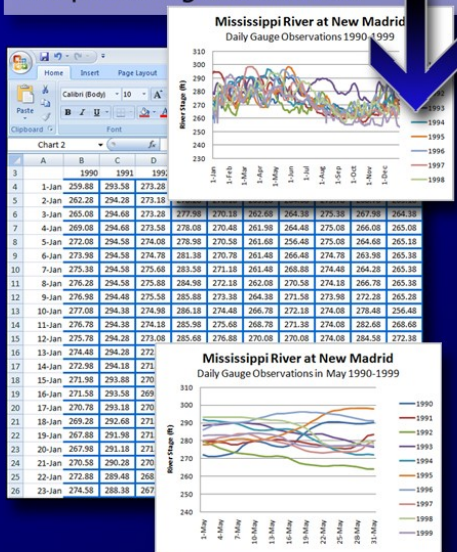 Mississippi River at New Madrid
Daily Gauge Observations 1990-1999
310
300
290
280
270
260
250
240
230
River Stage (ft)
1-Jan
1-Feb
1-Mar
1-Apr
1-May
1-Jun
1-Jul
1-Aug
1-Sep
1-Oct
1-Nov
1-Dec
1993
1994
1995
1996
1997
1998
Home Insert Page Layout
Paste
Calibri (Body) 10 A
B I U A
Clipboard Font
Chart 2 fx
A B C D
3 1990 1991 1992
4 1-Jan 259.88 293.58 273.28
5 2-Jan 262.28 294.28 273.28
6 3-Jan 265.08 294.68 273.28 277.98 270.18 262.68 264.38 275.38 267.98 264.38
7 4-Jan 269.08 294.68 273.58 278.08 270.48 261.98 264.48 275.08 266.08 265.08
8 5-Jan 272.08 294.58 274.08 278.98 270.58 261.68 256.48 275.08 264.68 265.18
9 6-Jan 273.98 294.58 274.78 281.38 270.78 261.48 266.48 274.78 263.98 265.38
10 7-Jan 275.38 294.58 275.68 283.58 271.18 261.48 268.88 274.48 264.28 265.38
11 8-Jan 276.28 294.58 275.88 284.98 272.18 262.08 270.58 274.18 266.78 265.38
12 9-Jan 276.98 294.48 275.58 285.88 273.38 264.38 271.58 273.98 272.28 265.28
13 10-Jan 277.08 294.38 274.98 286.18 274.48 266.78 272.18 274.08 278.48 256.48
14 11-Jan 276.78 294.38 274.18 285.98 275.68 268.78 271.38 274.08 282.68 268.68
15 12-Jan 275.78 294.28 273.08 285.68 276.88 270.08 270.08 274.08 284.58 272.38
16 13-Jan 274.48 294.28 272
17 14-Jan 272.98 294.18 271
18 15-Jan 271.98 293.88 270
19 16-Jan 271.58 293.58 269
20 17-Jan 270.78 293.18 270
21 18-Jan 269.28 292.68 271
22 19-Jan 267.88 291.98 271
23 20-Jan 267.98 291.18 271
24 21-Jan 270.58 290.28 270
25 22-Jan 272.88 289.48 268
26 23-Jan 274.58 288.38 267
Mississippi River at New Madrid
Daily Gauge Observations in May 1990-1999
310
300
290
280
270
260
250
240
River Stage (ft)
1-May
4-May
7-May
10-May
13-May
16-May
19-May
22-May
25-May
28-May
31-May
1990
1991
1992
1993
1994
1995
1996
1997
1998
1999